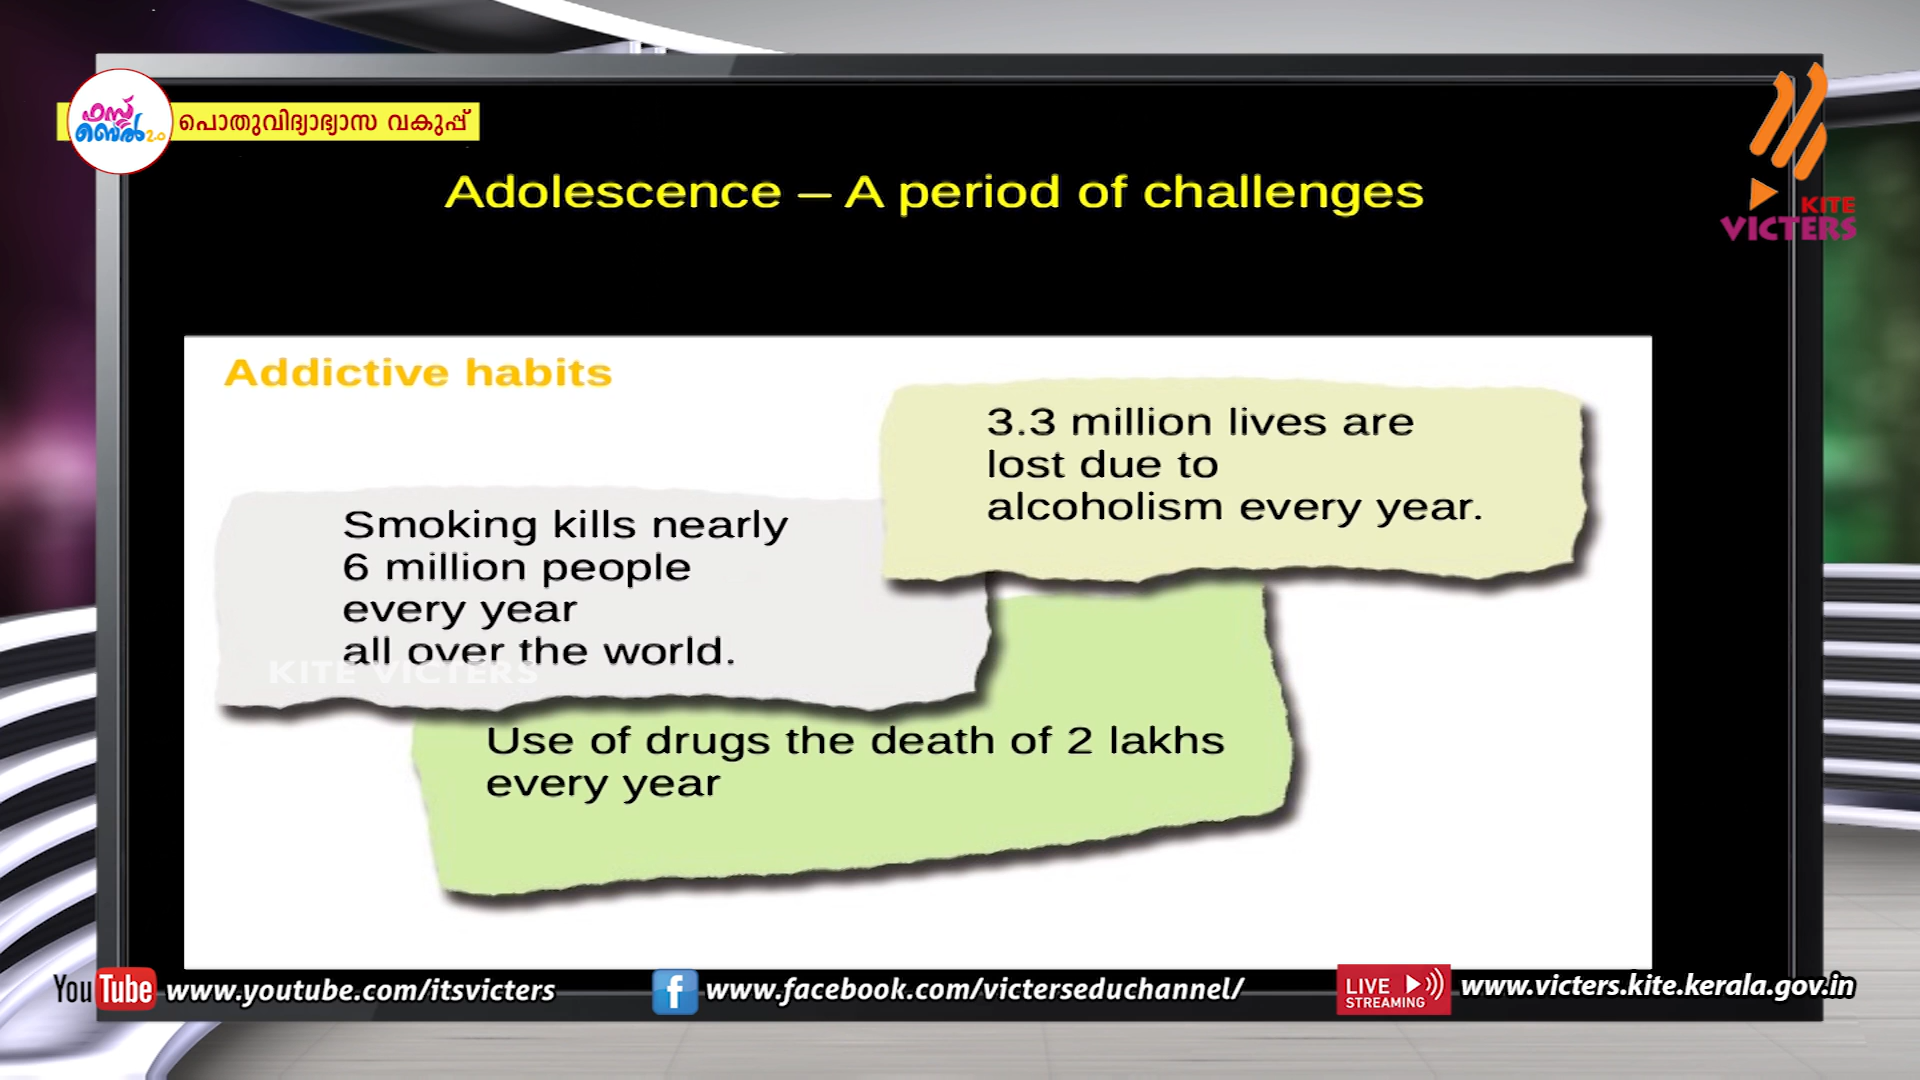 ഫസ്റ്റ്
ബെൽ 2.0
പൊതുവിദ്യാഭ്യാസ വകുപ്പ്
KITE
VICTERS
Adolescence – A period of challenges
Addictive habits
3.3 million lives are
lost due to
alcoholism every year.
Smoking kills nearly
6 million people
every year
all over the world.
KITE VICTERS
Use of drugs the death of 2 lakhs
every year
YouTube www.youtube.com/itsvicters
f www.facebook.com/victerseduchannel/
LIVE STREAMING www.victers.kite.kerala.gov.in